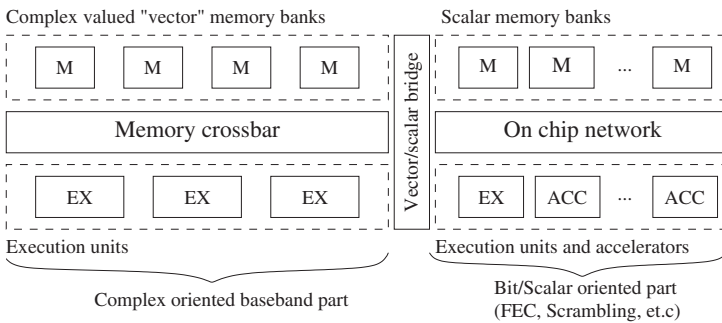 Complex valued "vector" memory banks
Scalar memory banks
M M M M
M M ... M
Memory crossbar
Vector/scalar bridge
On chip network
EX EX EX
EX ACC ... ACC
Execution units
Execution units and accelerators
Complex oriented baseband part
Bit/Scalar oriented part
(FEC, Scrambling, et.c)